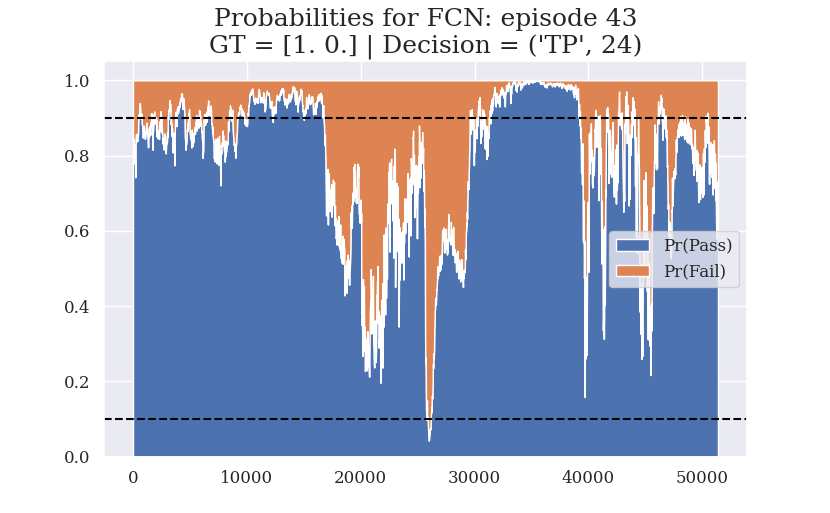 Probabilities for FCN: episode 43
GT = [1. 0.] | Decision = ('TP', 24)
1.0
0.8
0.6
0.4
0.2
0.0
Pr(Pass)
Pr(Fail)
0 10000 20000 30000 40000 50000